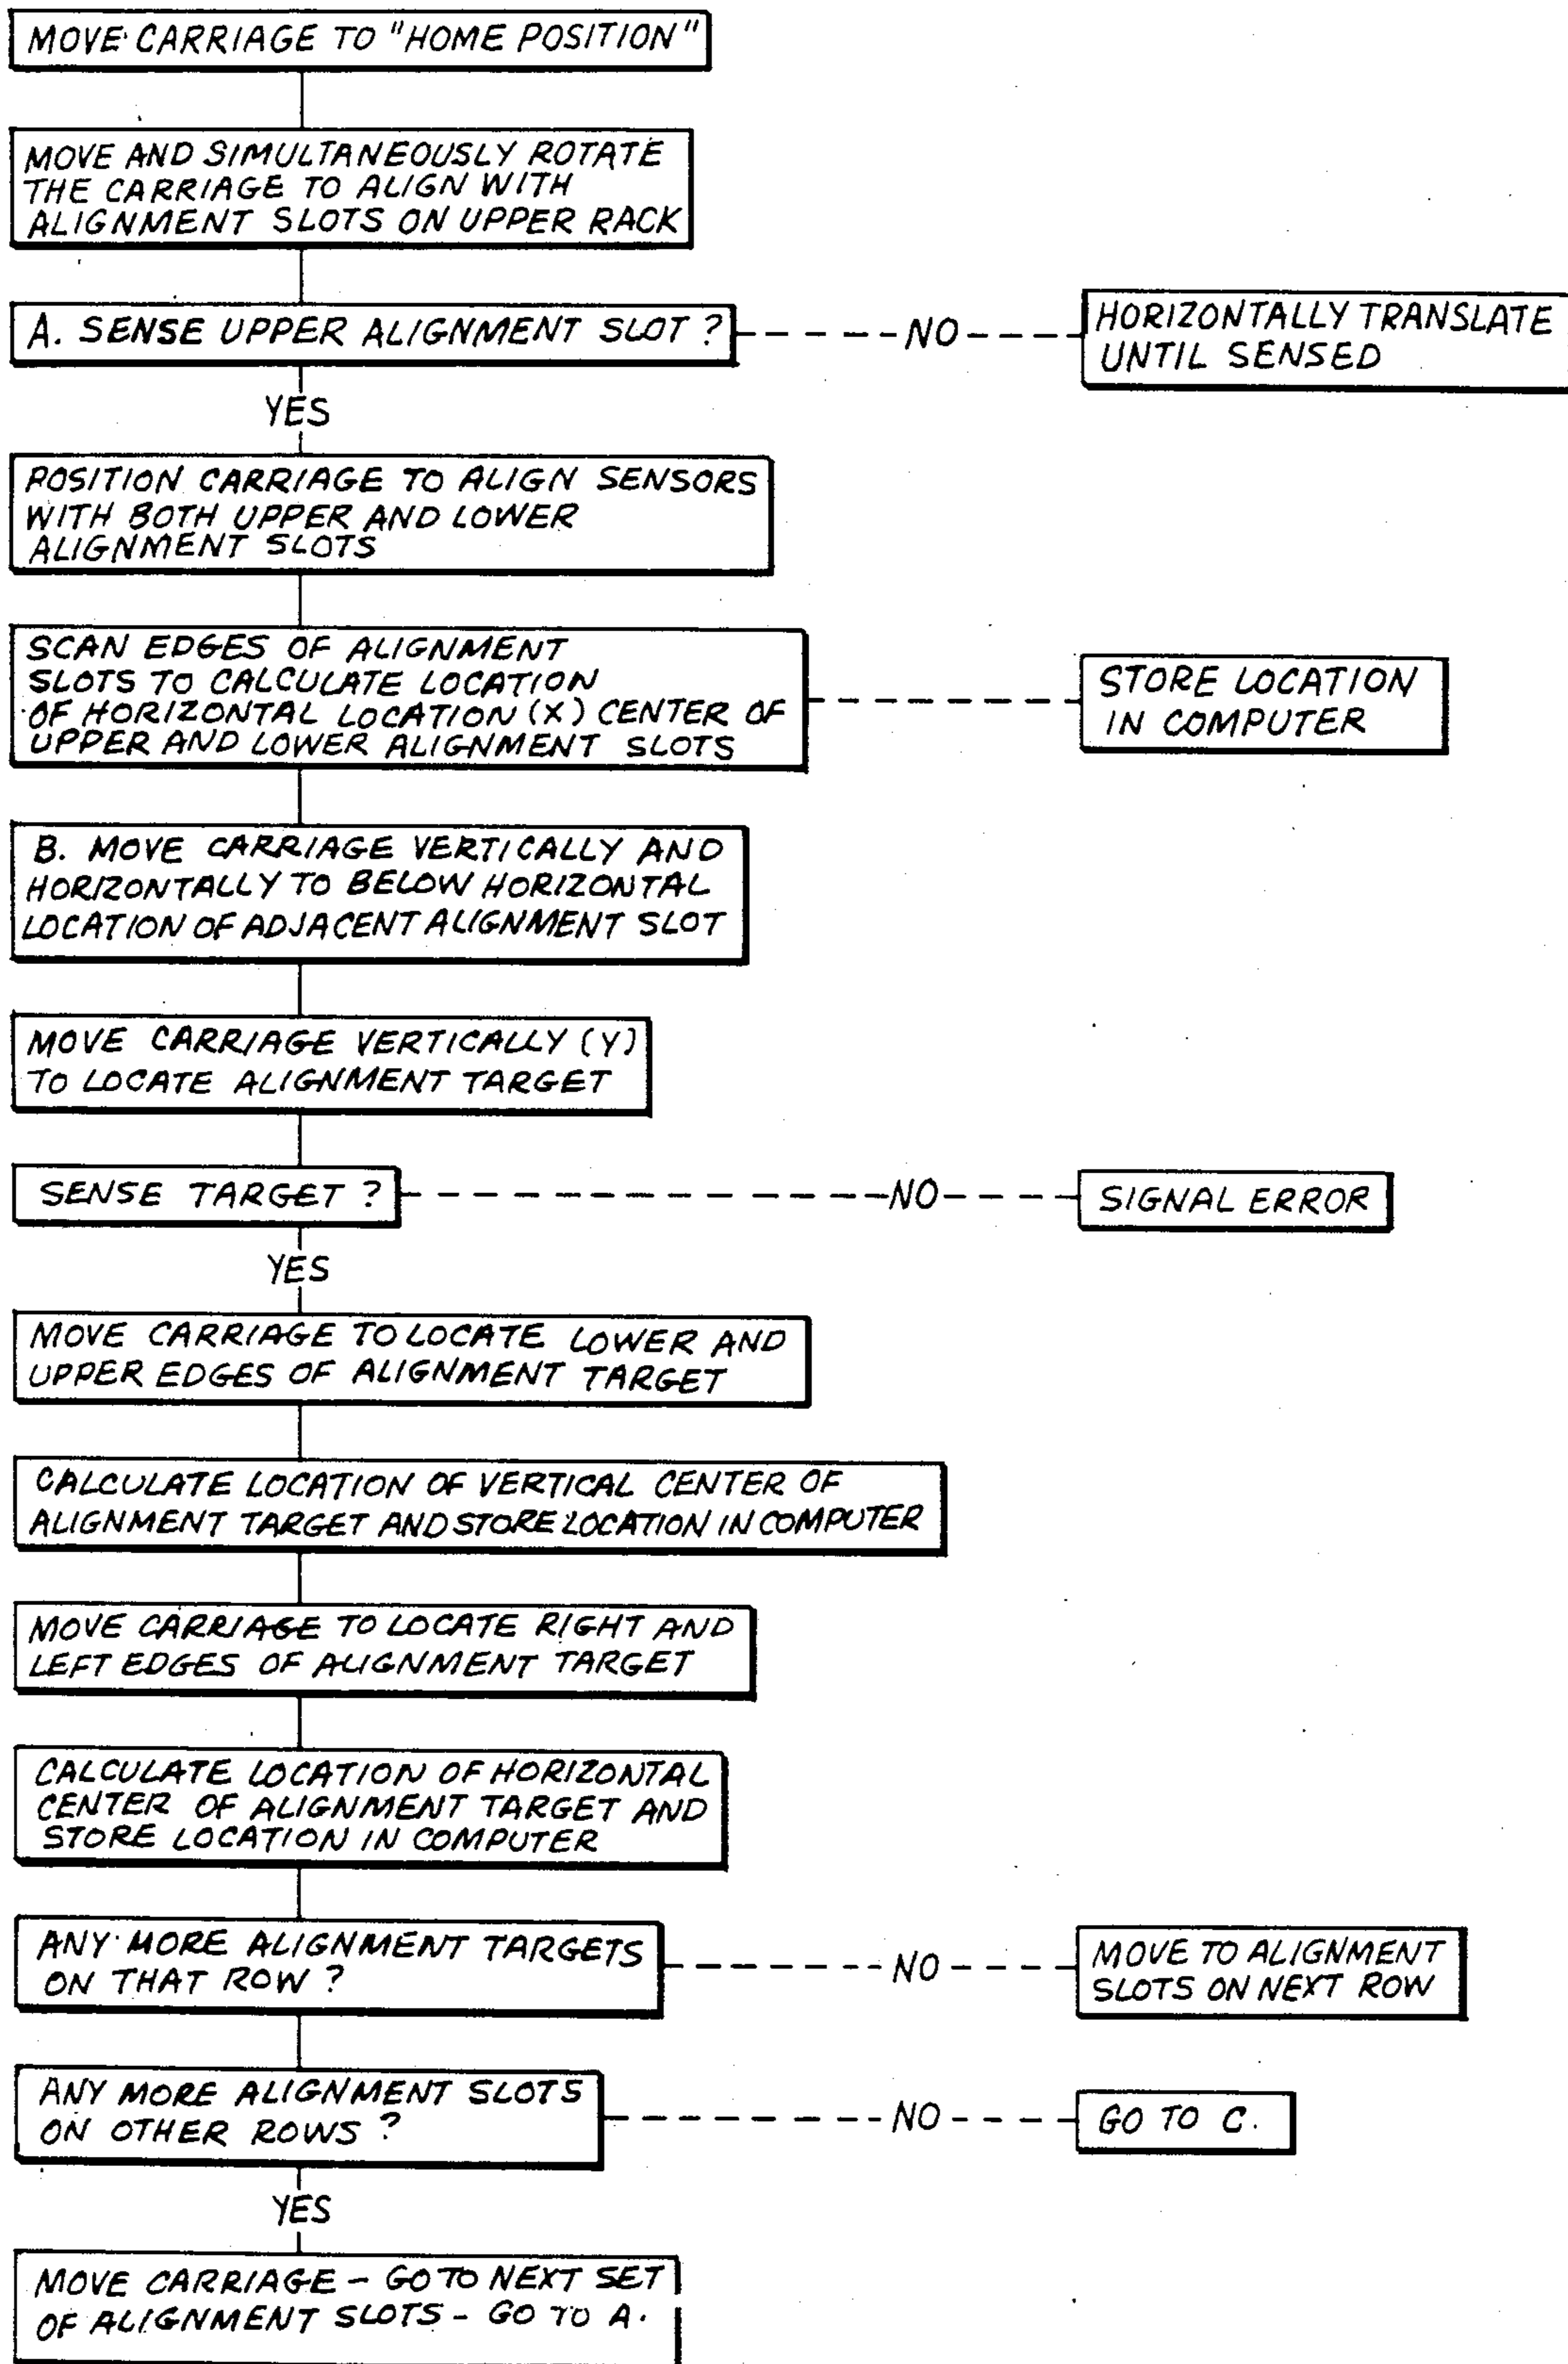 MOVE CARRIAGE TO "HOME POSITION"
MOVE AND SIMULTANEOUSLY ROTATE
THE CARRIAGE TO ALIGN WITH
ALIGNMENT SLOTS ON UPPER RACK
A. SENSE UPPER ALIGNMENT SLOT ?
NO
HORIZONTALLY TRANSLATE
UNTIL SENSED
YES
POSITION CARRIAGE TO ALIGN SENSORS
WITH BOTH UPPER AND LOWER
ALIGNMENT SLOTS
SCAN EDGES OF ALIGNMENT
SLOTS TO CALCULATE LOCATION
OF HORIZONTAL LOCATION (X) CENTER OF
UPPER AND LOWER ALIGNMENT SLOTS
STORE LOCATION
IN COMPUTER
B. MOVE CARRIAGE VERTICALLY AND
HORIZONTALLY TO BELOW HORIZONTAL
LOCATION OF ADJACENT ALIGNMENT SLOT
MOVE CARRIAGE VERTICALLY (Y)
TO LOCATE ALIGNMENT TARGET
SENSE TARGET ?
NO
SIGNAL ERROR
YES
MOVE CARRIAGE TO LOCATE LOWER AND
UPPER EDGES OF ALIGNMENT TARGET
CALCULATE LOCATION OF VERTICAL CENTER OF
ALIGNMENT TARGET AND STORE LOCATION IN COMPUTER
MOVE CARRIAGE TO LOCATE RIGHT AND
LEFT EDGES OF ALIGNMENT TARGET
CALCULATE LOCATION OF HORIZONTAL
CENTER OF ALIGNMENT TARGET AND
STORE LOCATION IN COMPUTER
ANY MORE ALIGNMENT TARGETS
ON THAT ROW ?
NO
MOVE TO ALIGNMENT
SLOTS ON NEXT ROW
ANY MORE ALIGNMENT SLOTS
ON OTHER ROWS ?
NO
GO TO C.
YES
MOVE CARRIAGE - GO TO NEXT SET
OF ALIGNMENT SLOTS - GO TO A.